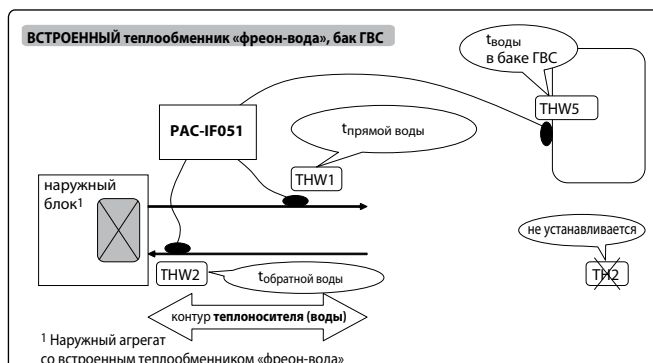 ВСТРОЕННЫЙ теплообменник «фреон-вода», бак ГВС
tводы
в баке ГВС
THW5
PAC-IF051
tпрямой воды
THW1
наружный
блок¹
не устанавливается
TH2
THW2
tобратной воды
контур теплоносителя (воды)
¹ Наружный агрегат
со встроенным теплообменником «фреон-вода»